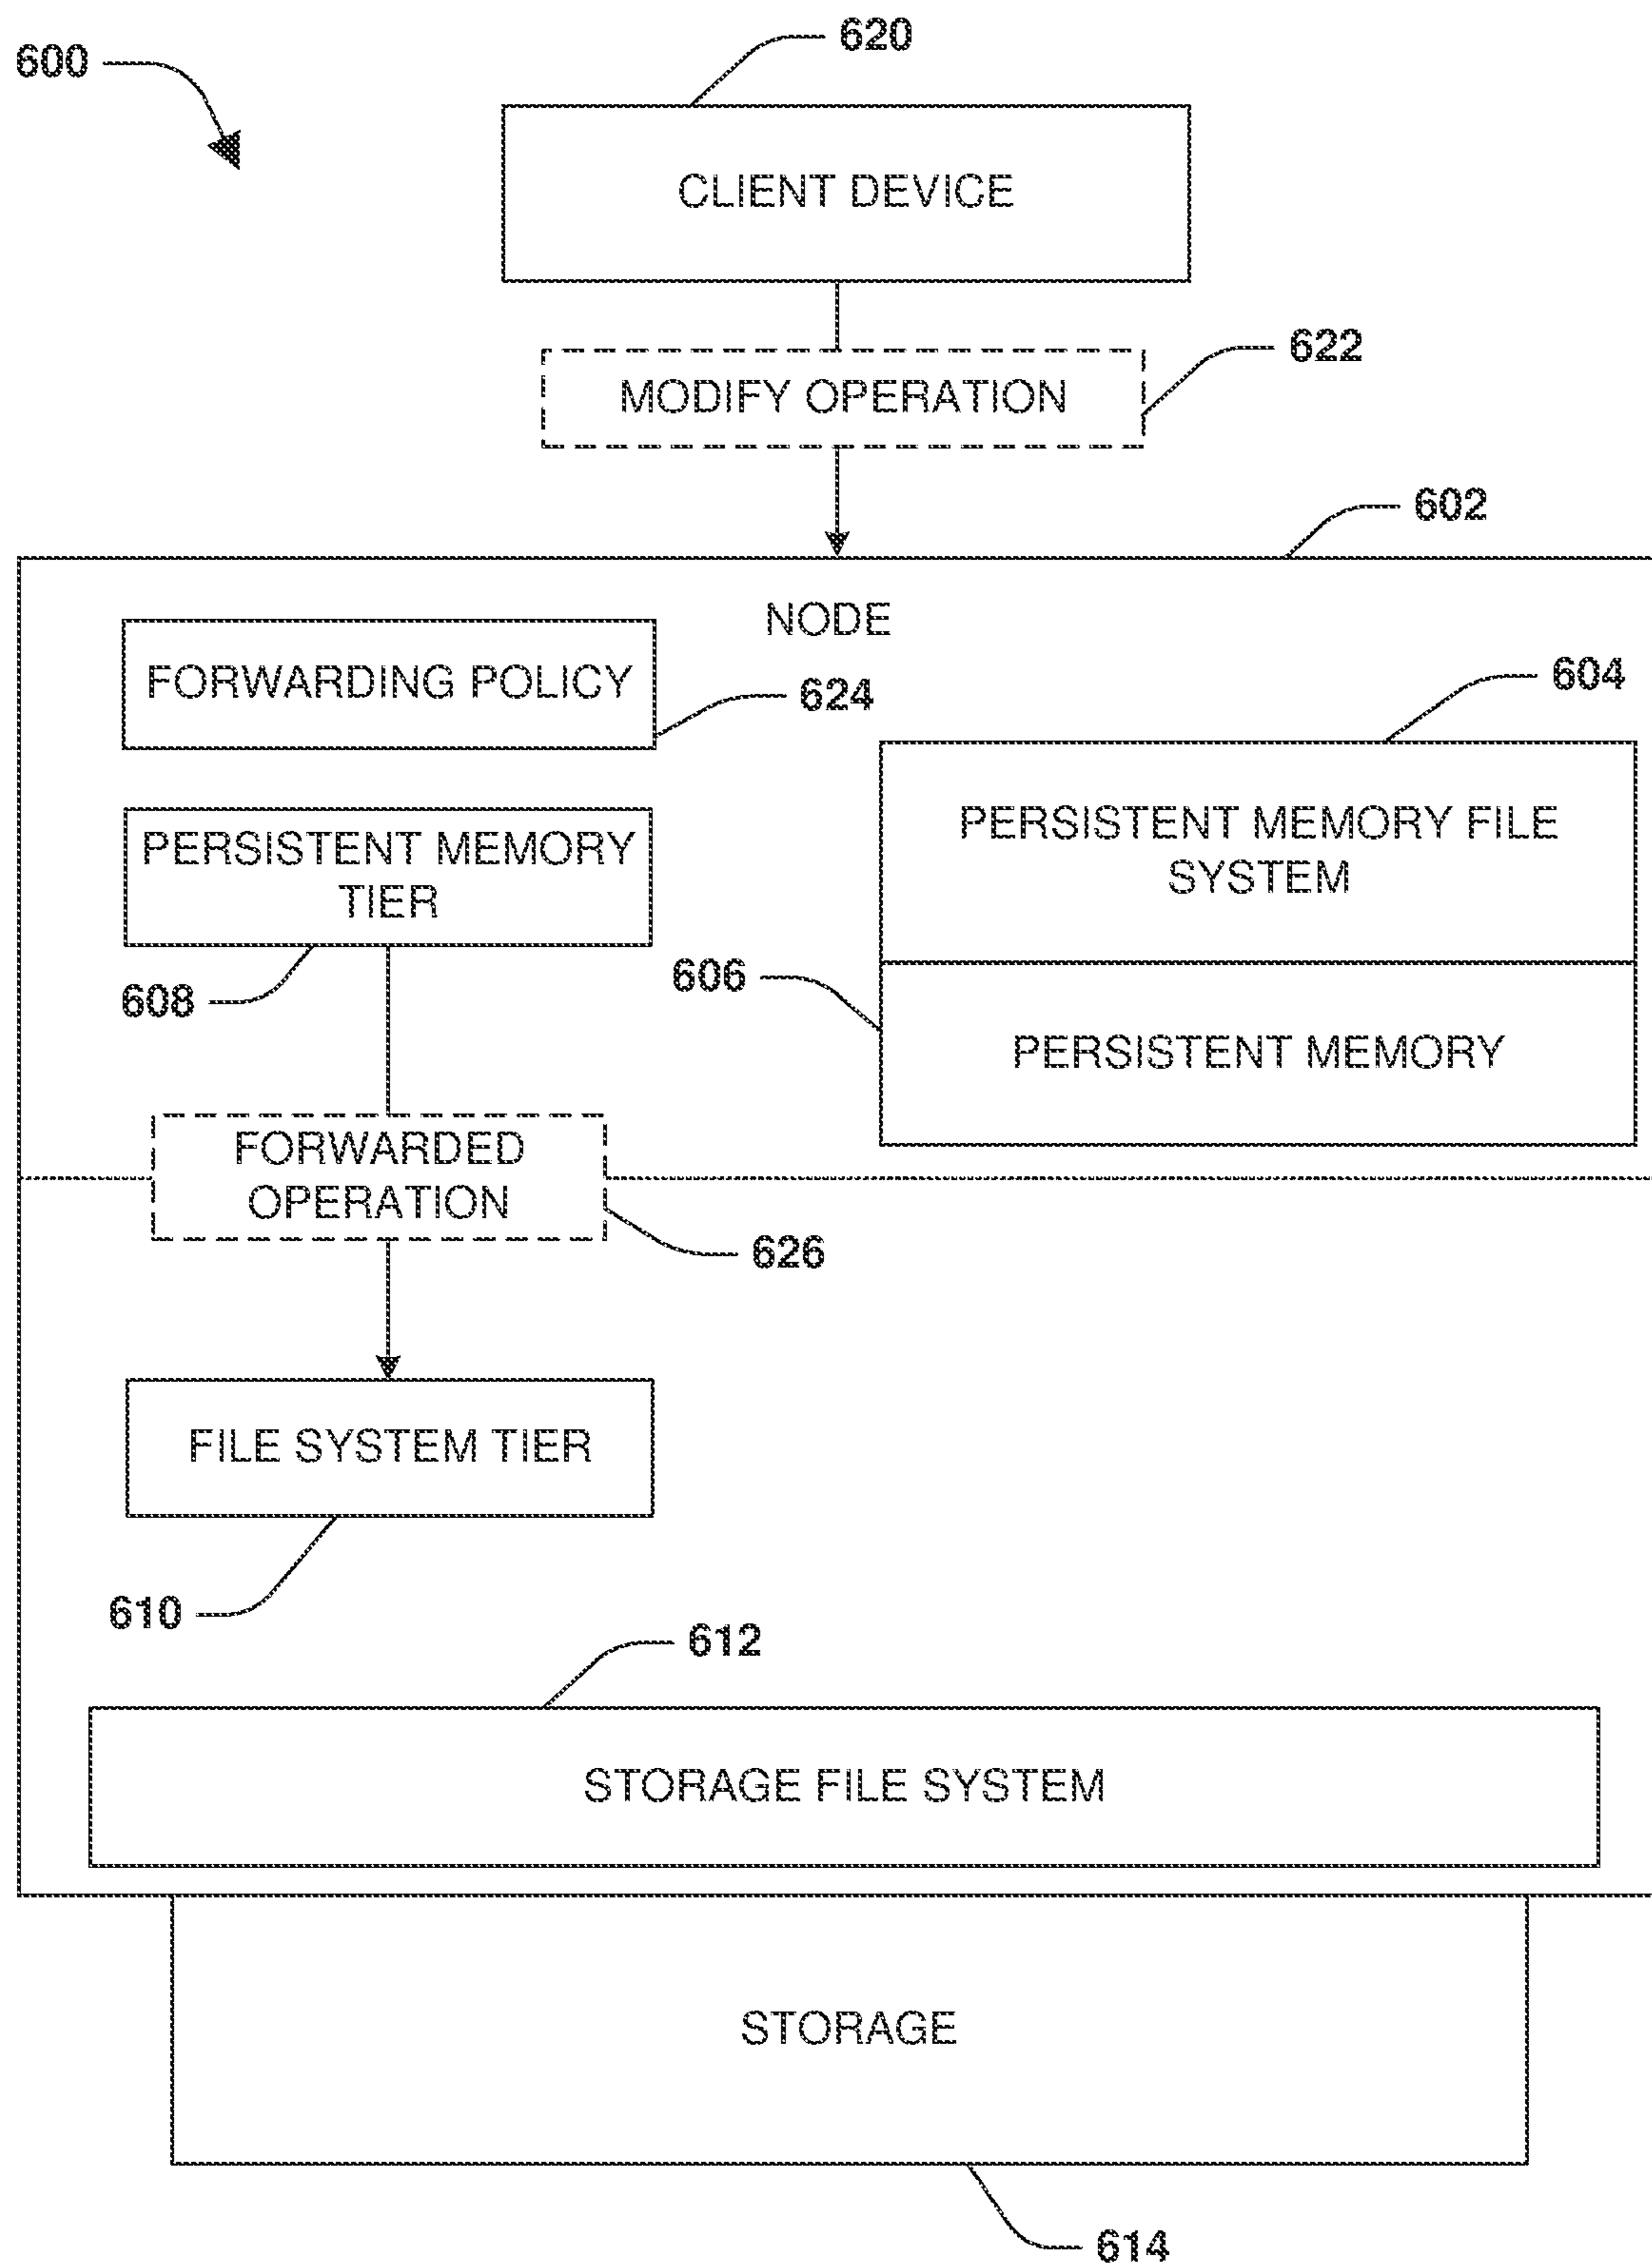 600
620
CLIENT DEVICE
622
MODIFY OPERATION
602
NODE
FORWARDING POLICY
624
604
PERSISTENT MEMORY FILE
SYSTEM
PERSISTENT MEMORY
TIER
608
606
PERSISTENT MEMORY
FORWARDED
OPERATION
626
FILE SYSTEM TIER
610
612
STORAGE FILE SYSTEM
STORAGE
614